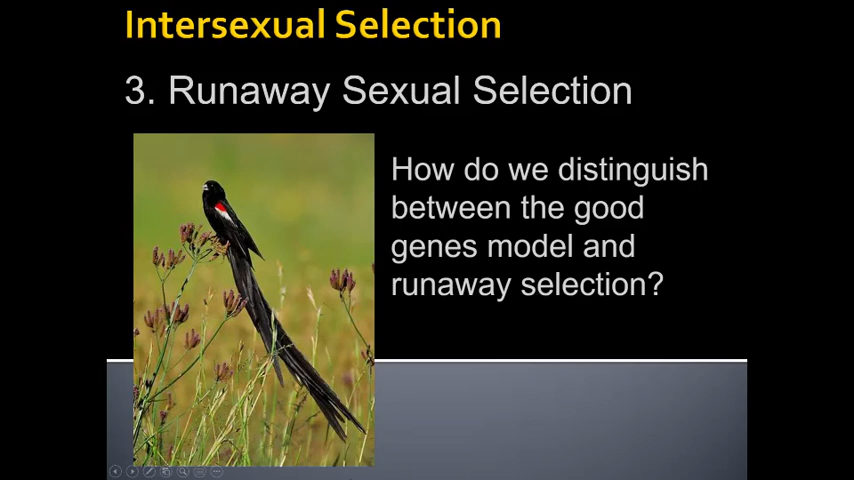 Intersexual Selection
3. Runaway Sexual Selection
How do we distinguish
between the good
genes model and
runaway selection?